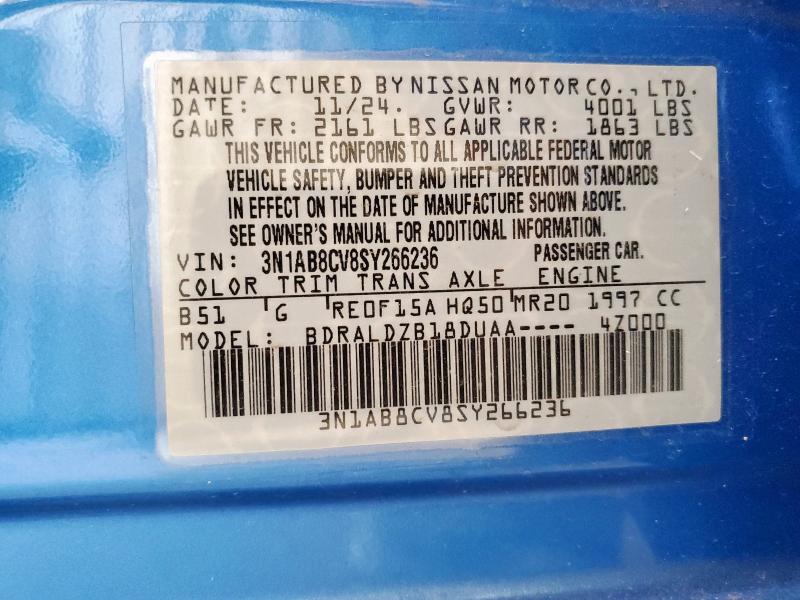 MANUFACTURED BY NISSAN MOTOR CO., LTD.
DATE: 11/24. GVWR: 4001 LBS
GAWR FR: 2161 LBS GAWR RR: 1863 LBS
THIS VEHICLE CONFORMS TO ALL APPLICABLE FEDERAL MOTOR
VEHICLE SAFETY, BUMPER AND THEFT PREVENTION STANDARDS
IN EFFECT ON THE DATE OF MANUFACTURE SHOWN ABOVE.
SEE OWNER'S MANUAL FOR ADDITIONAL INFORMATION.
VIN: 3N1AB8CV8SY266236 PASSENGER CAR.
COLOR TRIM TRANS AXLE ENGINE
B51 G RE0F15A HQ50 MR20 1997 CC
MODEL: BDRALDZB18DUAA---- 4Z000
3N1AB8CV8SY266236